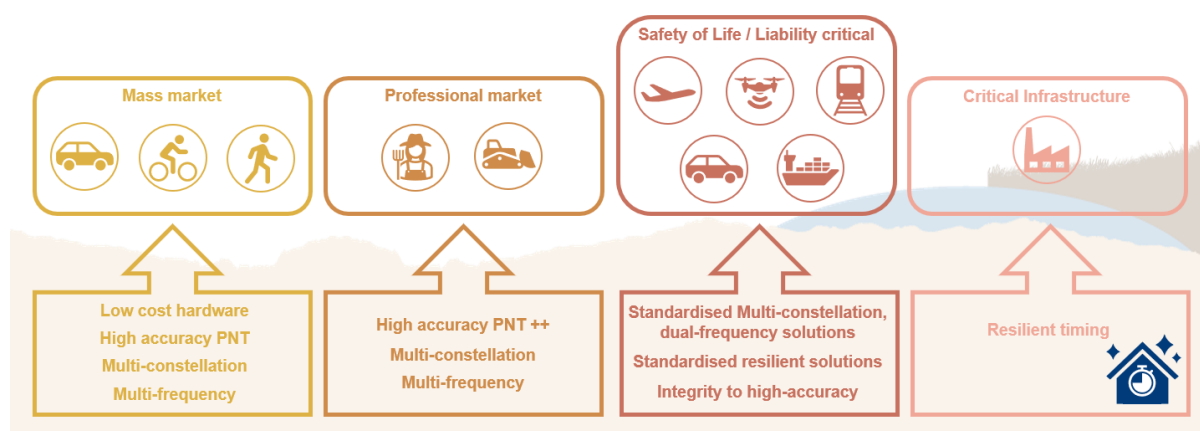 Mass market
Low cost hardware
High accuracy PNT
Multi-constellation
Multi-frequency
Professional market
High accuracy PNT ++
Multi-constellation
Multi-frequency
Safety of Life / Liability critical
Standardised Multi-constellation,
dual-frequency solutions
Standardised resilient solutions
Integrity to high-accuracy
Critical Infrastructure
Resilient timing